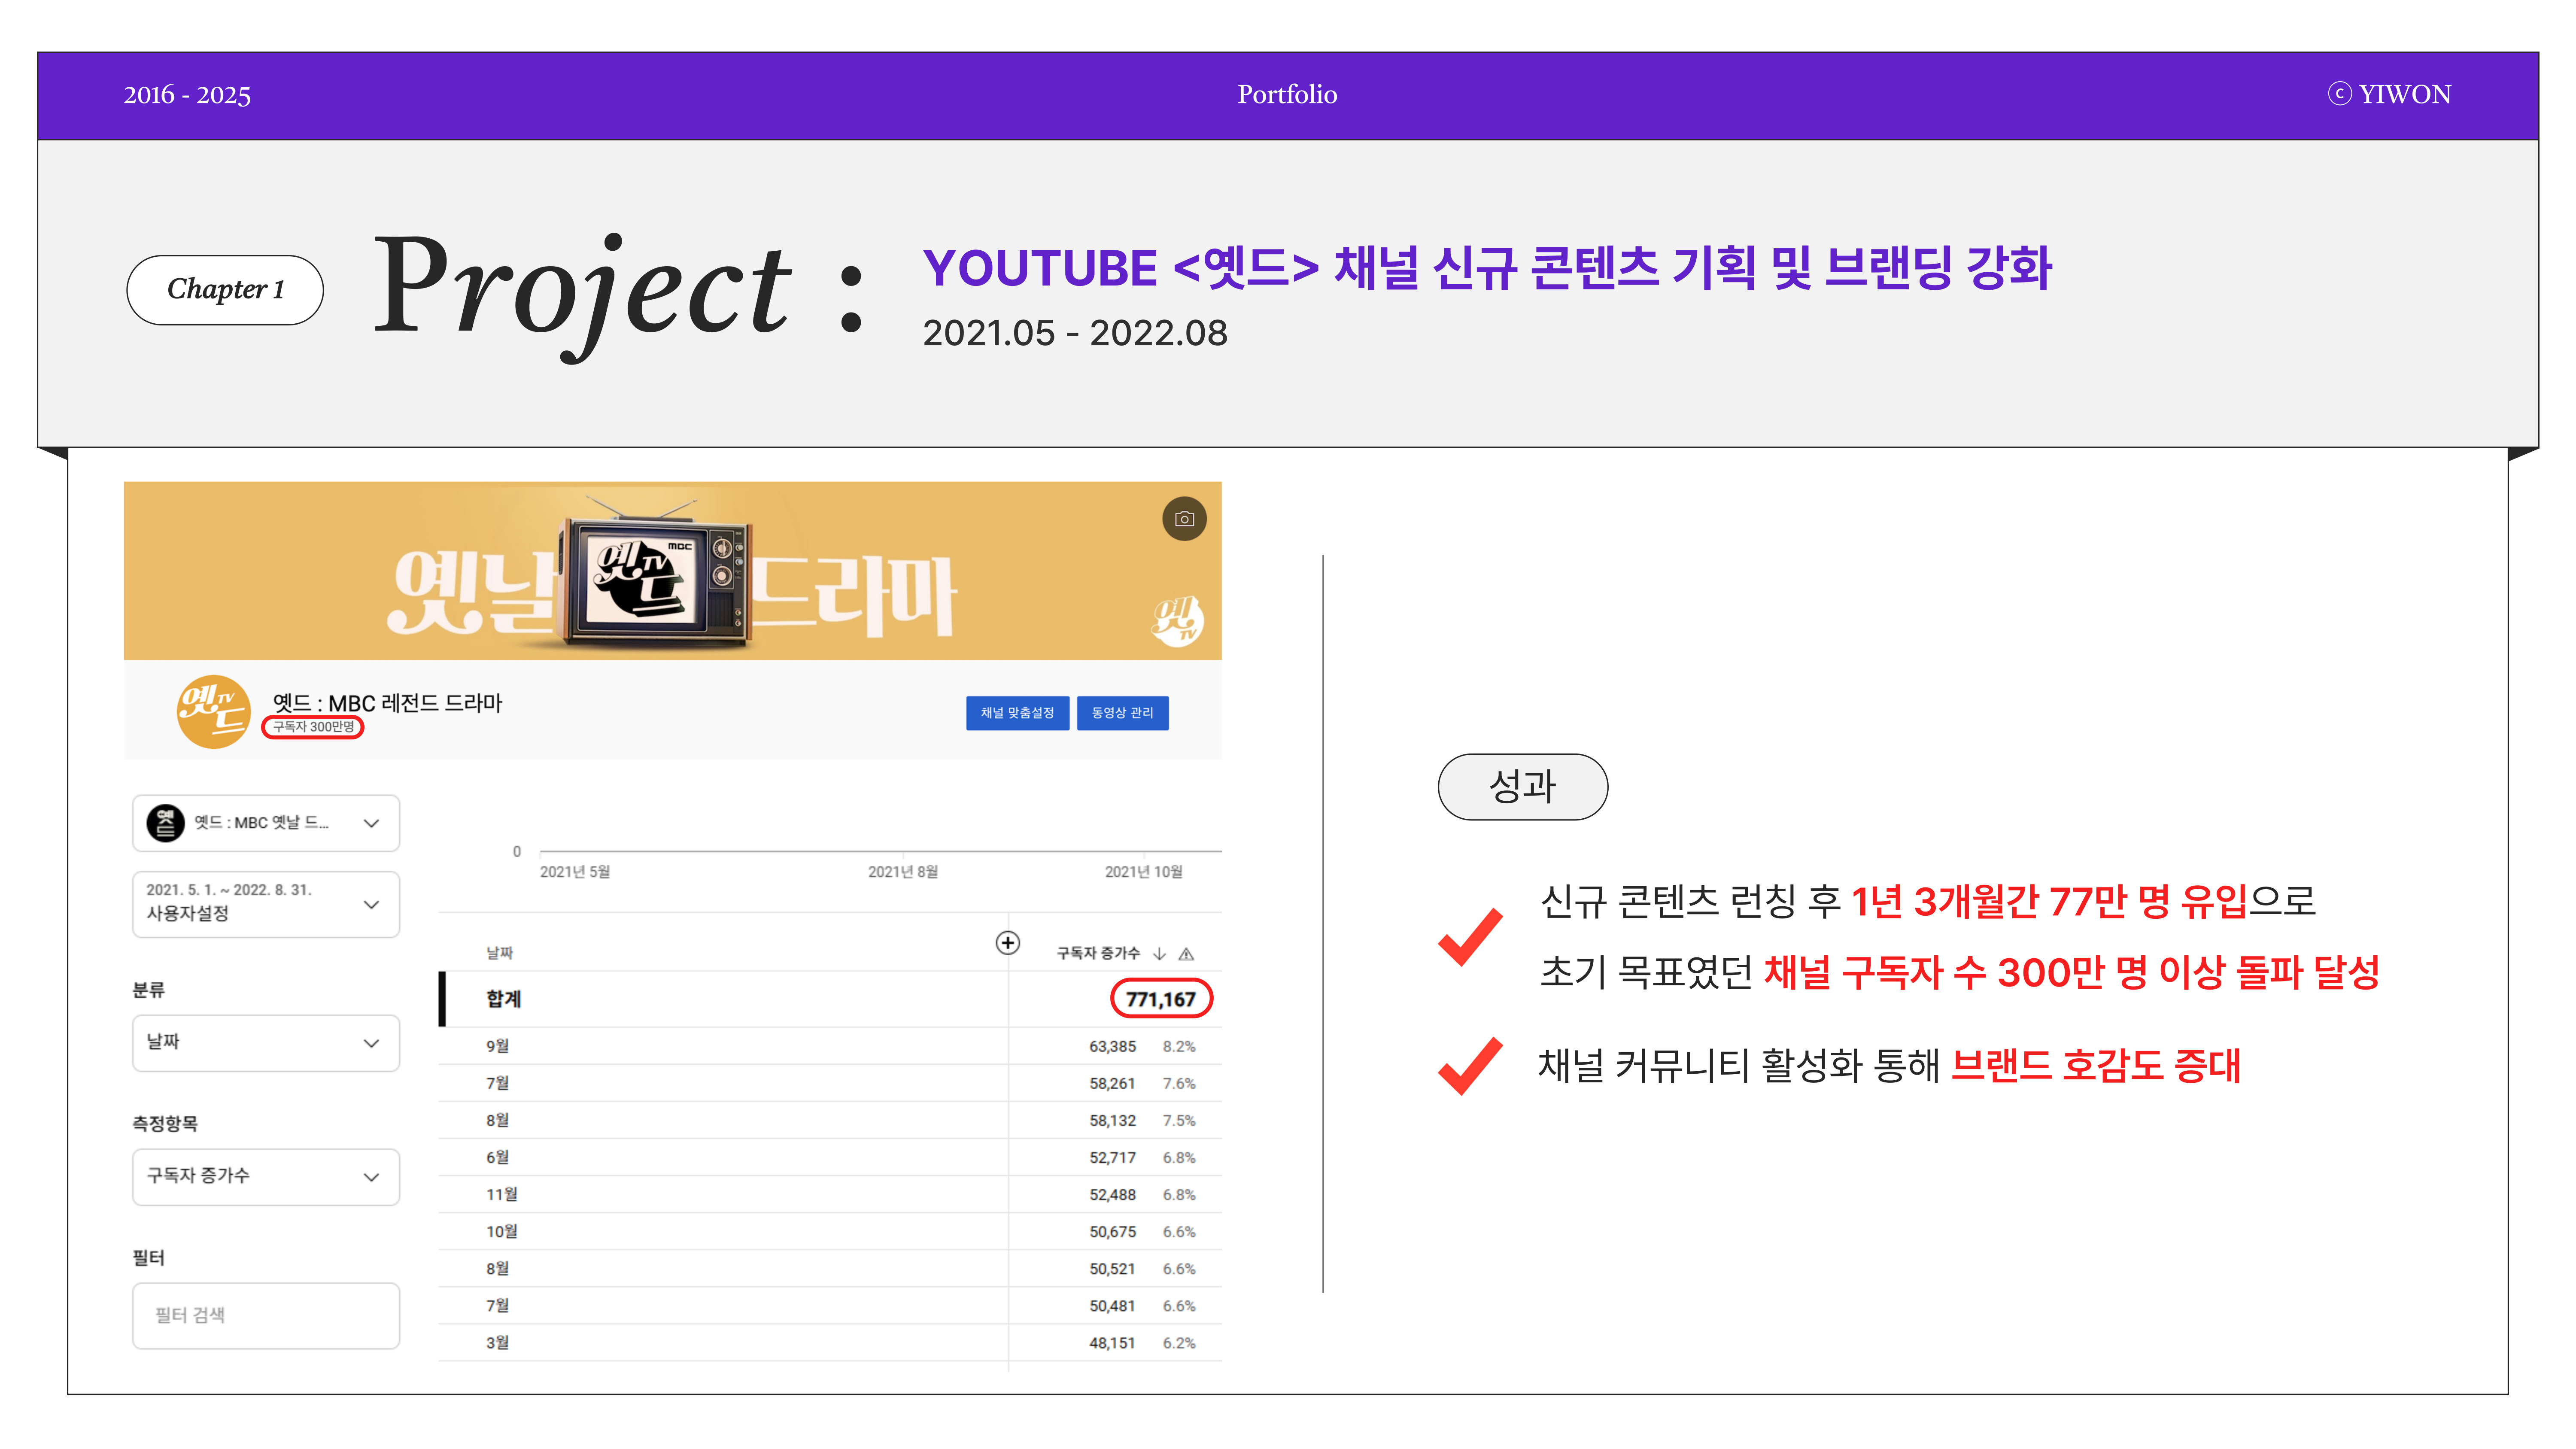 2016 - 2025
Portfolio
ⓒ YIWON
Chapter 1
Project :
YOUTUBE <옛드> 채널 신규 콘텐츠 기획 및 브랜딩 강화
2021.05 - 2022.08
옛날 드라마
옛드 TV
mbc
옛 TV
옛드 TV
옛드 : MBC 레전드 드라마
구독자 300만명
채널 맞춤설정
동영상 관리
옛드
옛드 : MBC 옛날 드...
2021. 5. 1. ~ 2022. 8. 31.
사용자설정
분류
날짜
측정항목
구독자 증가수
필터
필터 검색
0
2021년 5월
2021년 8월
2021년 10월
날짜
구독자 증가수
합계 771,167
9월 63,385 8.2%
7월 58,261 7.6%
8월 58,132 7.5%
6월 52,717 6.8%
11월 52,488 6.8%
10월 50,675 6.6%
8월 50,521 6.6%
7월 50,481 6.6%
3월 48,151 6.2%
성과
신규 콘텐츠 런칭 후 1년 3개월간 77만 명 유입으로
초기 목표였던 채널 구독자 수 300만 명 이상 돌파 달성
채널 커뮤니티 활성화 통해 브랜드 호감도 증대